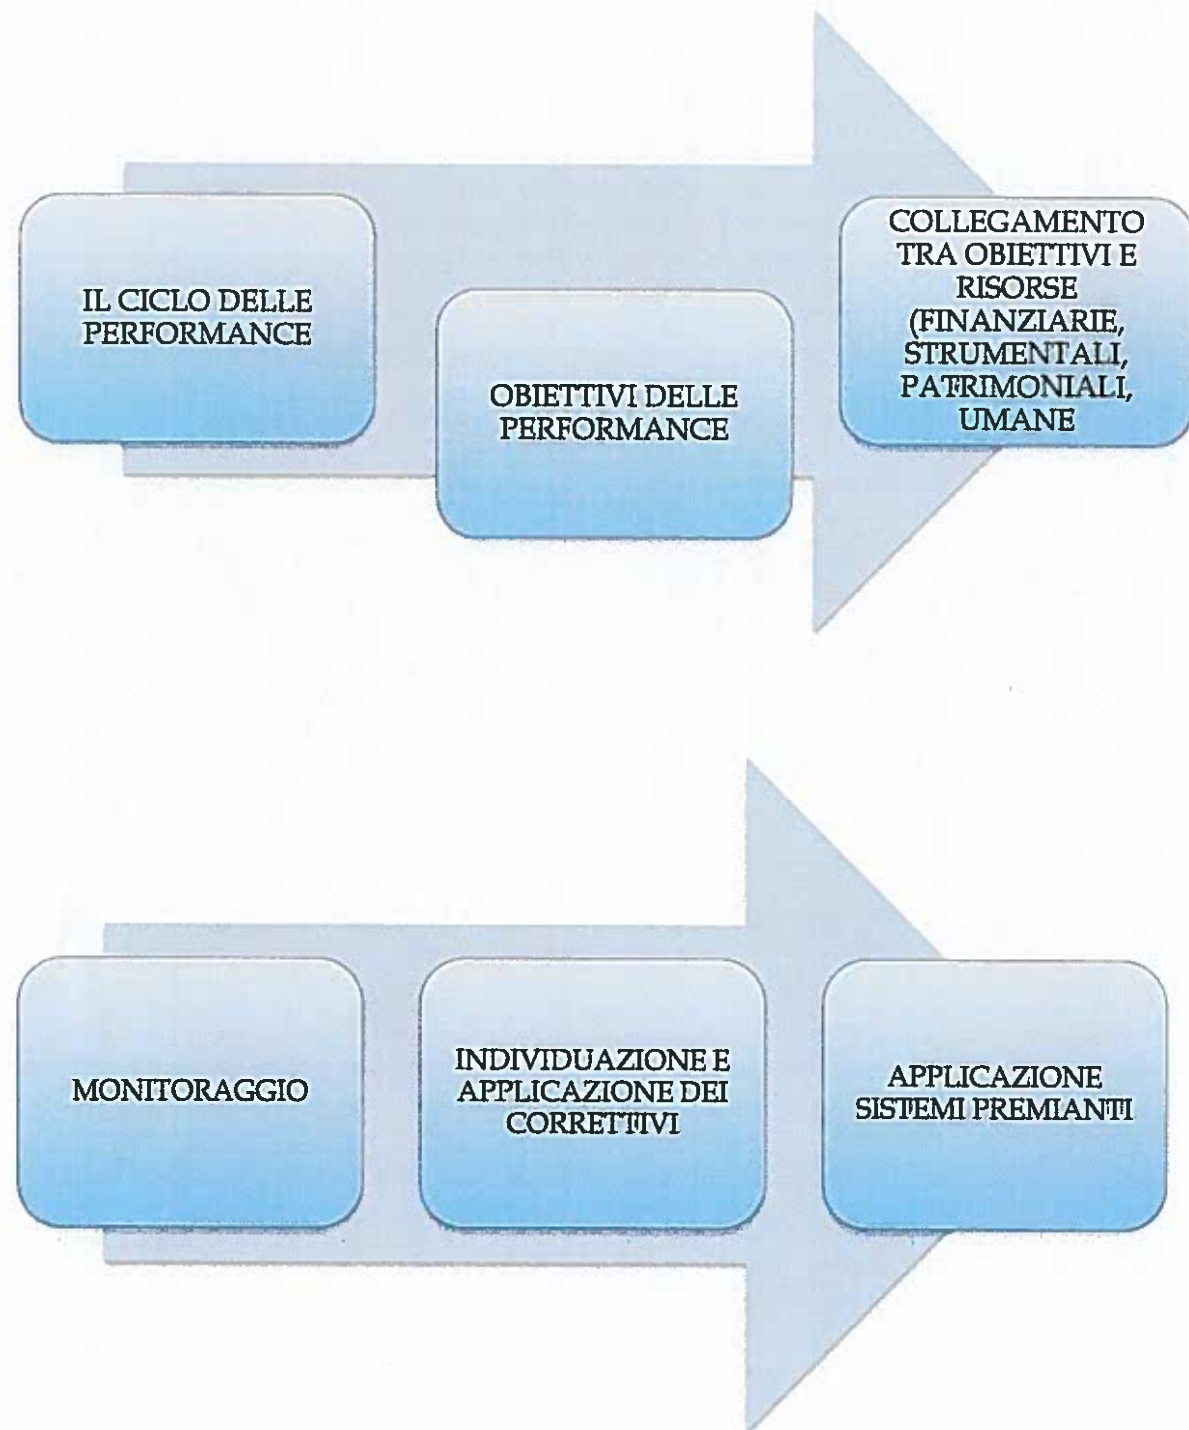 IL CICLO DELLE
PERFORMANCE
OBIETTIVI DELLE
PERFORMANCE
COLLEGAMENTO
TRA OBIETTIVI E
RISORSE
(FINANZIARIE,
STRUMENTALI,
PATRIMONIALI,
UMANE
MONITORAGGIO
INDIVIDUAZIONE E
APPLICAZIONE DEI
CORRETTIVI
APPLICAZIONE
SISTEMI PREMIANTI